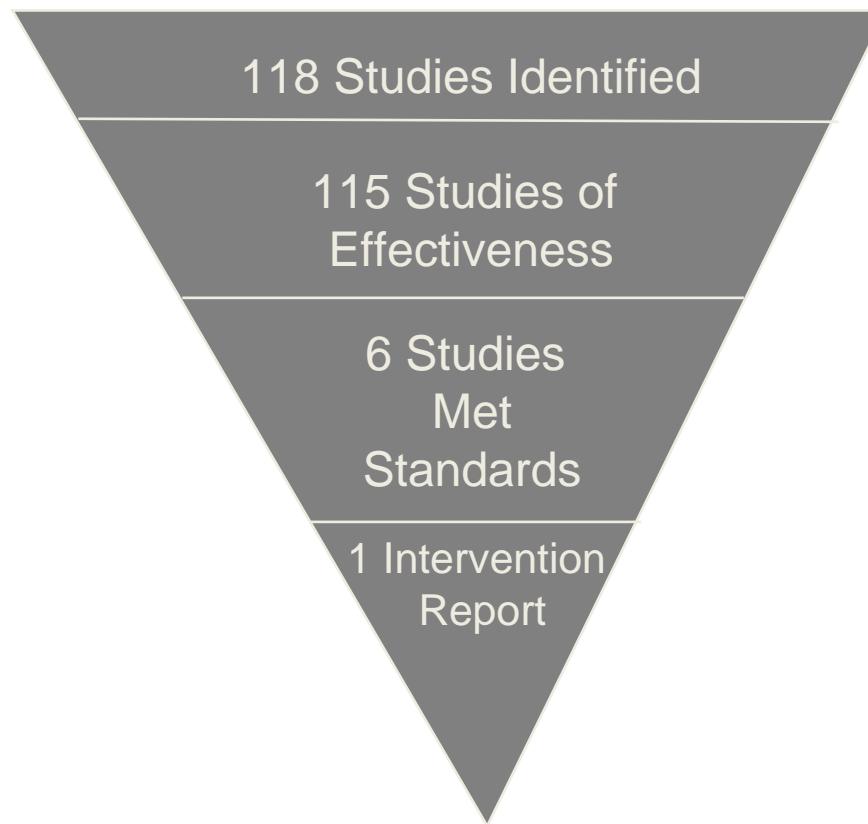 118 Studies Identified
115 Studies of
Effectiveness
6 Studies
Met
Standards
1 Intervention
Report